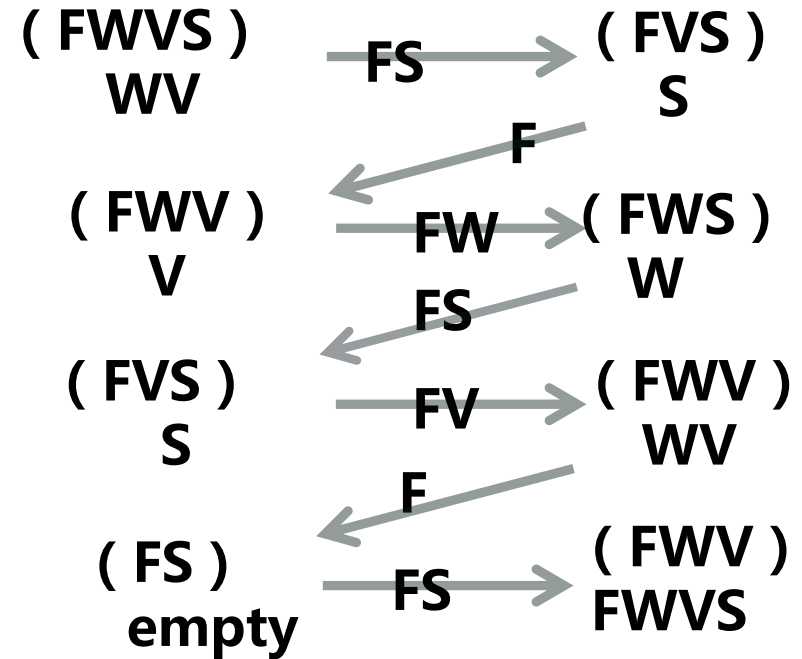 ( FWVS ) FS ( FVS )
WV S
F
( FWV ) FW ( FWS )
V W
FS
( FVS ) FV ( FWV )
S WV
F
( FS ) FS ( FWV )
empty FWVS